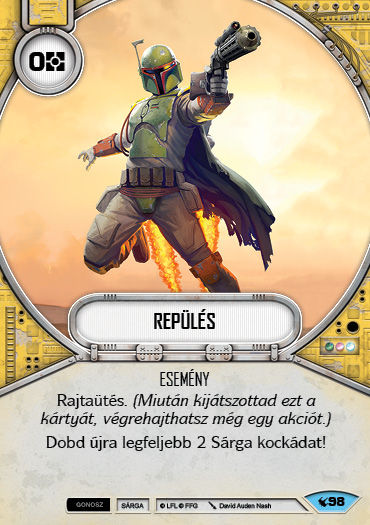 0
REPÜLÉS
ESEMÉNY
Rajtaütés. (Miután kijátszottad ezt a
kártyát, végrehajthatsz még egy akciót.)
Dobd újra legfeljebb 2 Sárga kockádat!
GONOSZ SÁRGA © LFL © FFG David Auden Nash 98